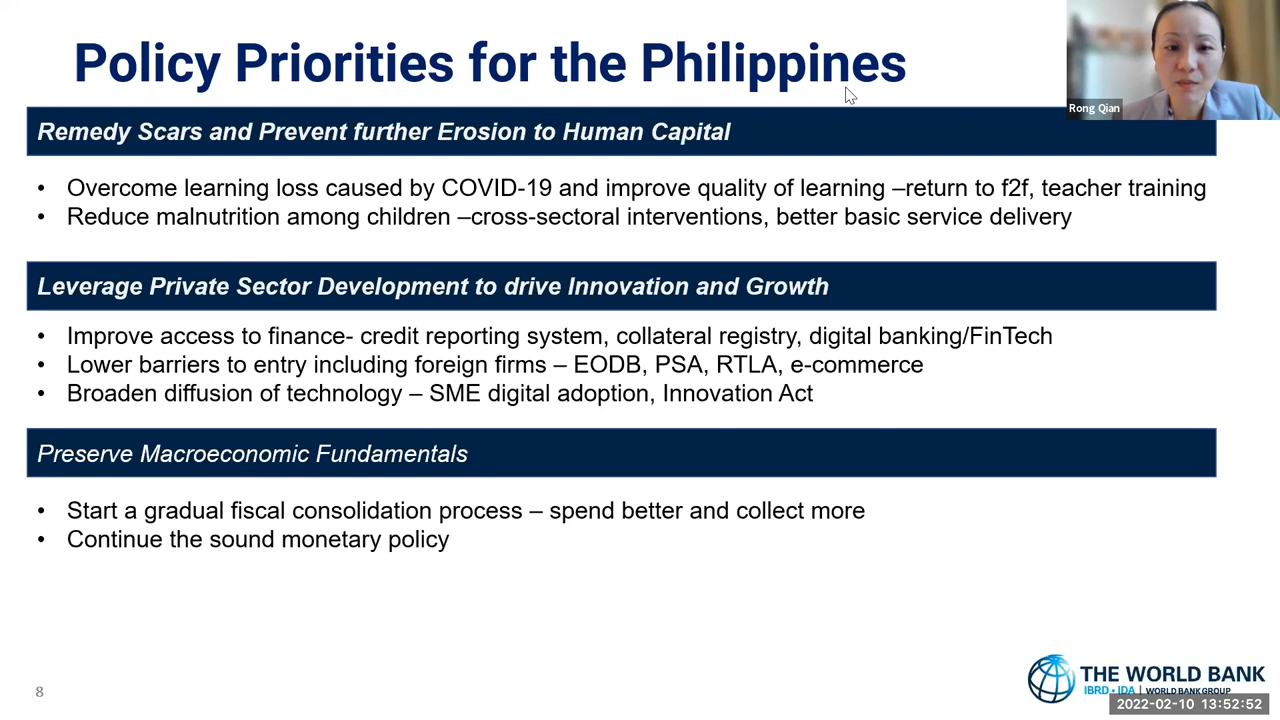 Policy Priorities for the Philippines
Rong Qian
Remedy Scars and Prevent further Erosion to Human Capital
• Overcome learning loss caused by COVID-19 and improve quality of learning –return to f2f, teacher training
• Reduce malnutrition among children –cross-sectoral interventions, better basic service delivery
Leverage Private Sector Development to drive Innovation and Growth
• Improve access to finance- credit reporting system, collateral registry, digital banking/FinTech
• Lower barriers to entry including foreign firms – EODB, PSA, RTLA, e-commerce
• Broaden diffusion of technology – SME digital adoption, Innovation Act
Preserve Macroeconomic Fundamentals
• Start a gradual fiscal consolidation process – spend better and collect more
• Continue the sound monetary policy
8
THE WORLD BANK
IBRD • IDA | WORLD BANK GROUP
2022-02-10 13:52:52